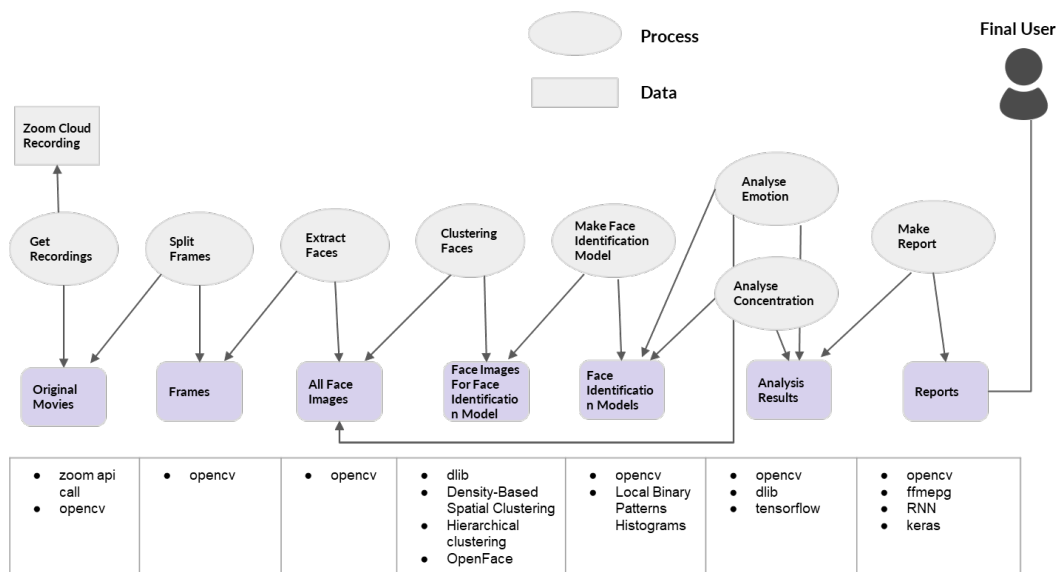 Process
Final User
Data
Zoom Cloud
Recording
Get
Recordings
Split
Frames
Extract
Faces
Clustering
Faces
Make Face
Identification
Model
Analyse
Emotion
Analyse
Concentration
Make
Report
Original
Movies
Frames
All Face
Images
Face Images
For Face
Identificatio
n Model
Face
Identificatio
n Models
Analysis
Results
Reports
● zoom api
call
● opencv
● opencv
● opencv
● dlib
● Density-Based
Spatial Clustering
● Hierarchical
clustering
● OpenFace
● opencv
● Local Binary
Patterns
Histograms
● opencv
● dlib
● tensorflow
● opencv
● ffmepg
● RNN
● keras